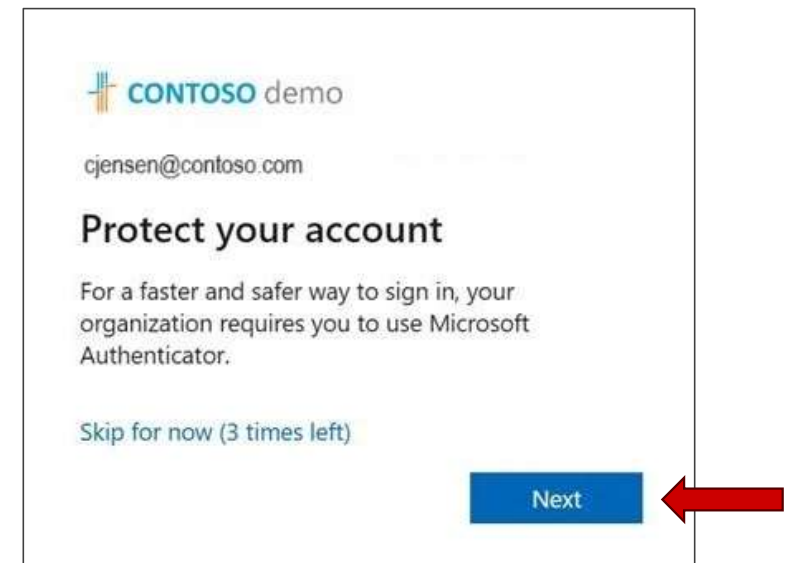 CONTOSO demo
cjensen@contoso.com
Protect your account
For a faster and safer way to sign in, your
organization requires you to use Microsoft
Authenticator.
Skip for now (3 times left)
Next